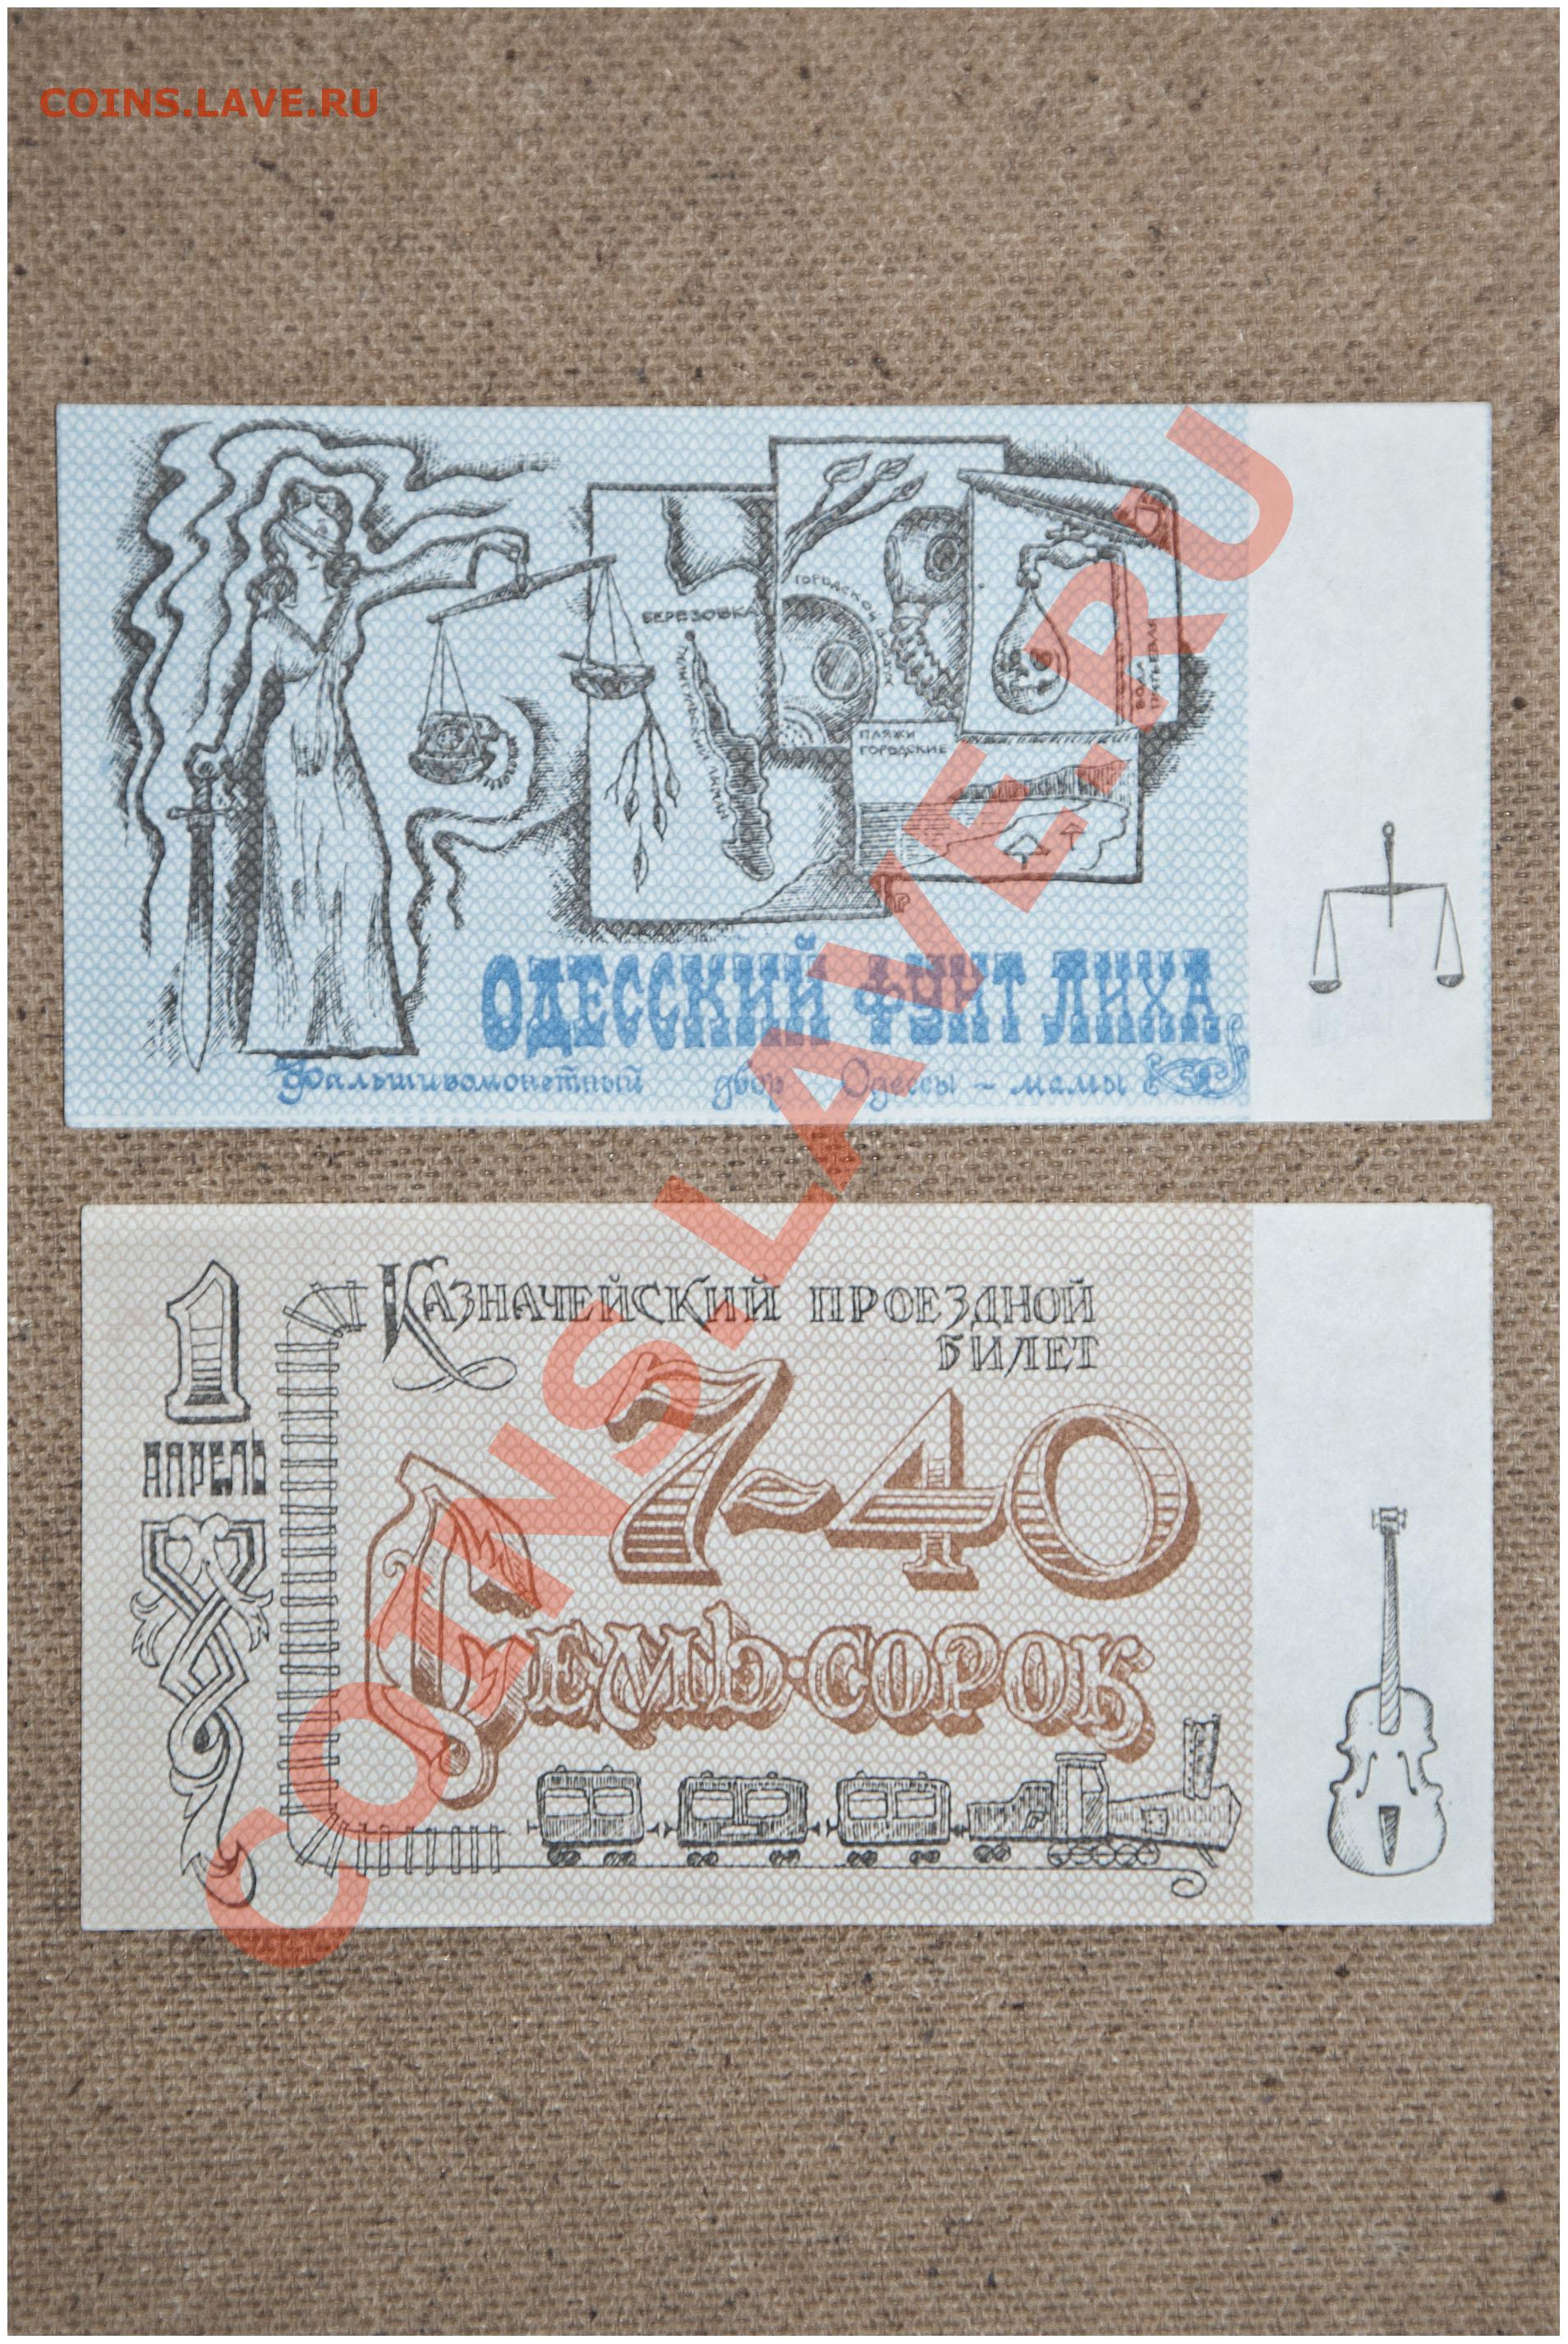 COINS.LAVE.RU
БЕРЕЗОВКА
ГОРОДСКОЙ
ПЛЯЖИ
ГОРОДСКИЕ
ОДЕССКИЙ ФУНТ ЛИХА
Фальшивомонетный двор Одессы - мамы
COINS.LAVE.RU
1
АПРЕЛЬ
КАЗНАЧЕЙСКИЙ ПРОЕЗДНОЙ
БИЛЕТ
7-40
СЕМЬ·СОРОК